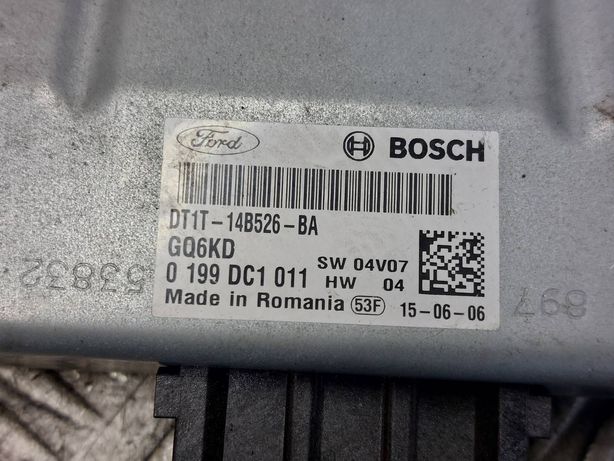 Ford BOSCH
DT1T-14B526-BA
GQ6KD
SW 04V07
0 199 DC1 011 HW 04
Made in Romania 53F 15-06-06
53832
897